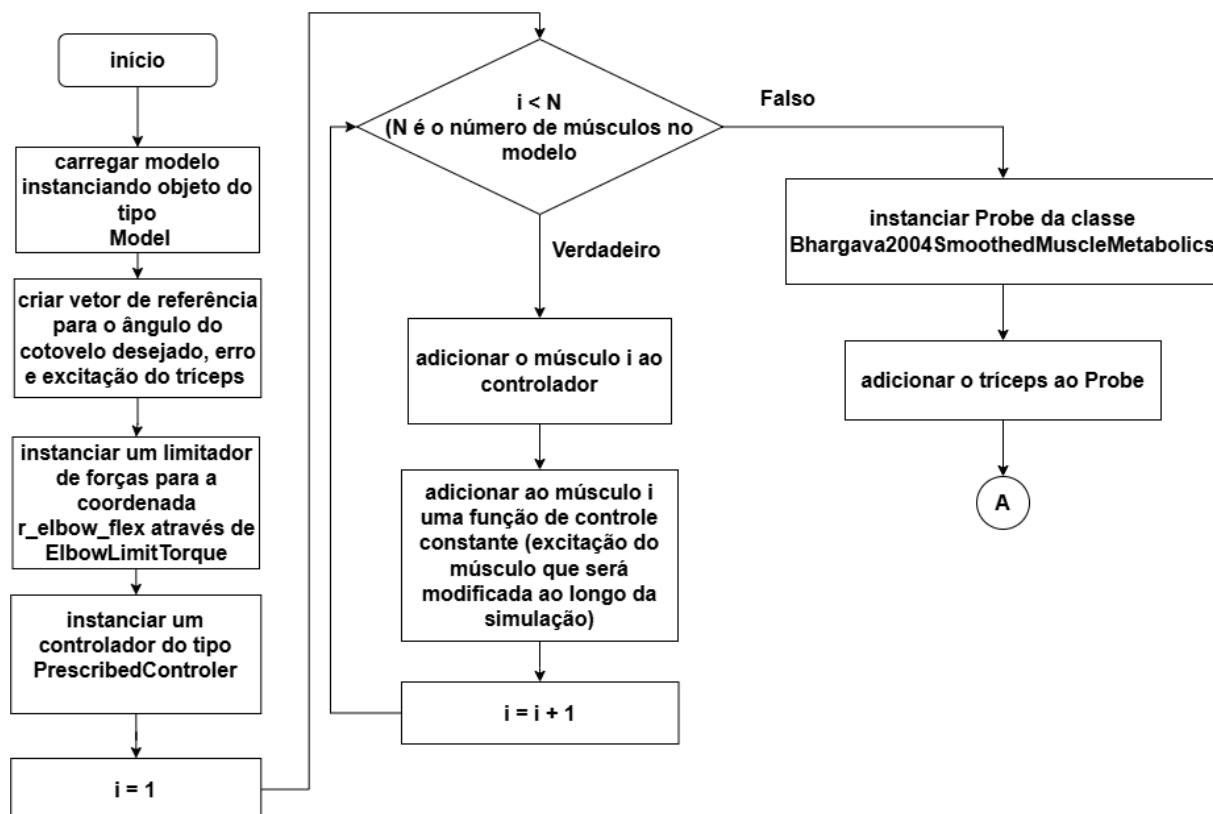 início
carregar modelo
instanciando objeto do
tipo
Model
criar vetor de referência
para o ângulo do
cotovelo desejado, erro
e excitação do tríceps
instanciar um limitador
de forças para a
coordenada
r_elbow_flex através de
ElbowLimitTorque
instanciar um
controlador do tipo
PrescribedControler
i = 1
i < N
(N é o número de músculos no
modelo
Falso
Verdadeiro
adicionar o músculo i ao
controlador
adicionar ao músculo i
uma função de controle
constante (excitação do
músculo que será
modificada ao longo da
simulação)
i = i + 1
instanciar Probe da classe
Bhargava2004SmoothedMuscleMetabolics
adicionar o tríceps ao Probe
A